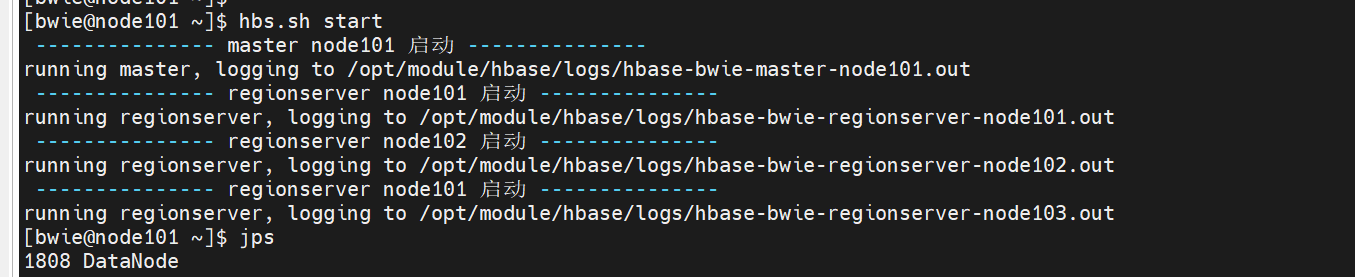 [bwie@node101 ~]$
[bwie@node101 ~]$ hbs.sh start
--------------- master node101 启动 ---------------
running master, logging to /opt/module/hbase/logs/hbase-bwie-master-node101.out
--------------- regionserver node101 启动 ---------------
running regionserver, logging to /opt/module/hbase/logs/hbase-bwie-regionserver-node101.out
--------------- regionserver node102 启动 ---------------
running regionserver, logging to /opt/module/hbase/logs/hbase-bwie-regionserver-node102.out
--------------- regionserver node101 启动 ---------------
running regionserver, logging to /opt/module/hbase/logs/hbase-bwie-regionserver-node103.out
[bwie@node101 ~]$ jps
1808 DataNode